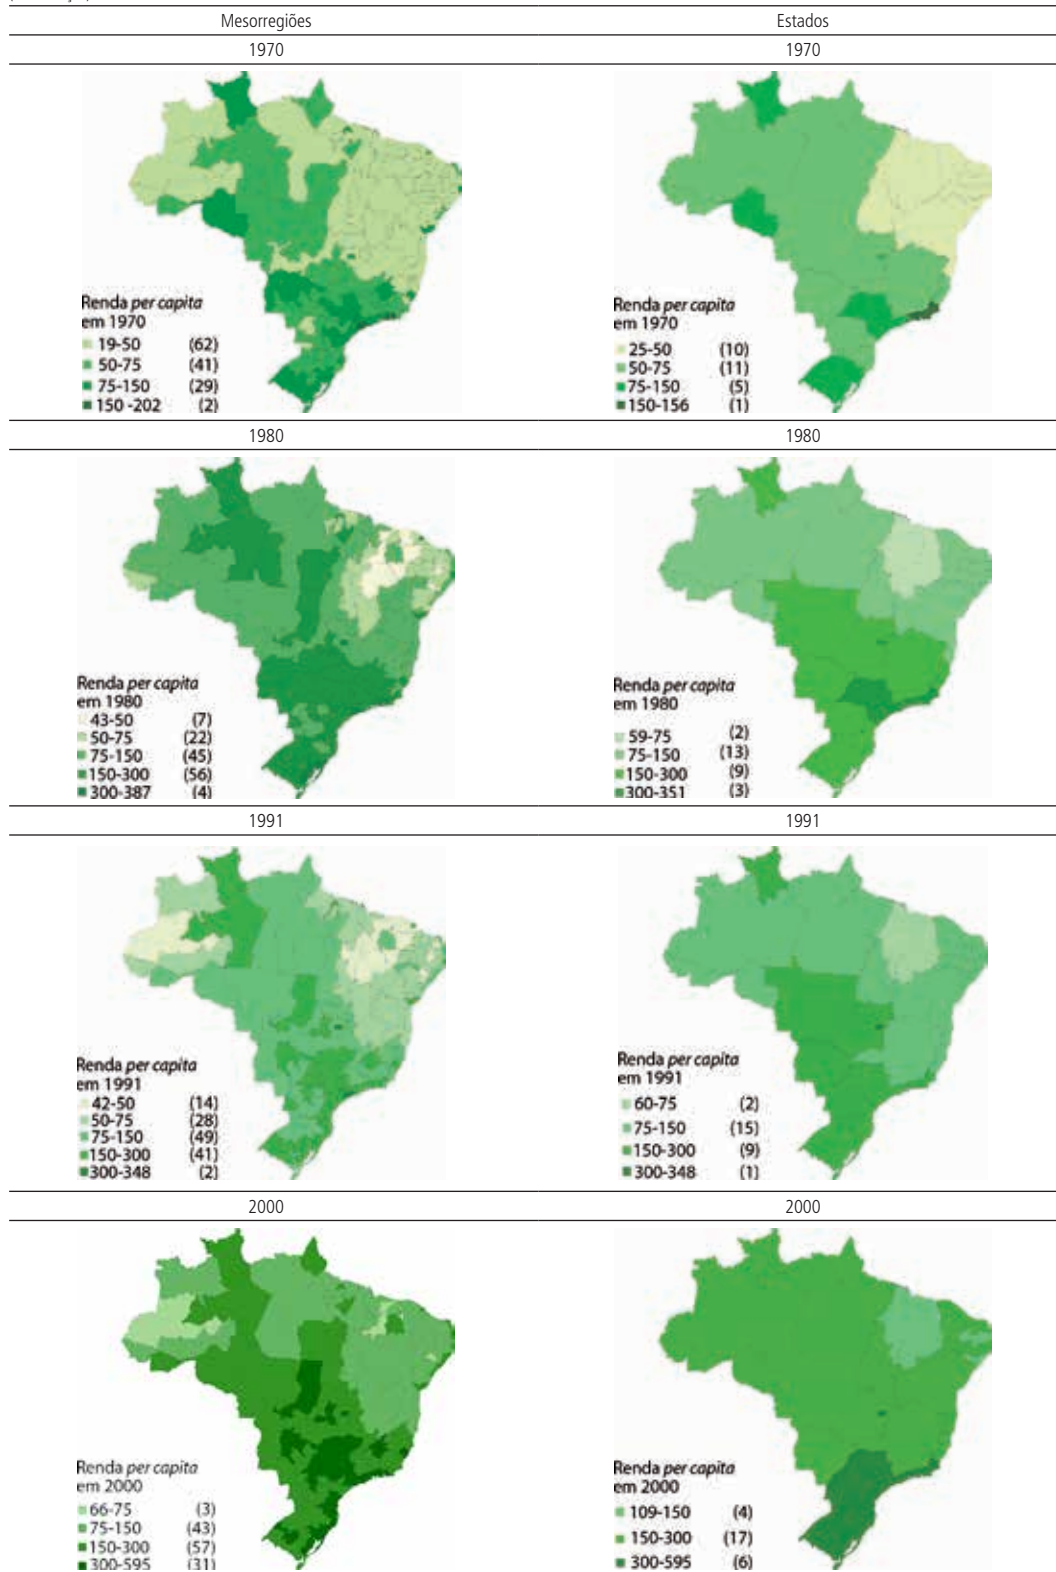 Mesorregiões Estados
1970 1970
Renda per capita
em 1970
19-50 (62)
50-75 (41)
75-150 (29)
150 -202 (2)
Renda per capita
em 1970
25-50 (10)
50-75 (11)
75-150 (5)
150-156 (1)
1980 1980
Renda per capita
em 1980
43-50 (7)
50-75 (22)
75-150 (45)
150-300 (56)
300-387 (4)
Renda per capita
em 1980
59-75 (2)
75-150 (13)
150-300 (9)
300-351 (3)
1991 1991
Renda per capita
em 1991
42-50 (14)
50-75 (28)
75-150 (49)
150-300 (41)
300-348 (2)
Renda per capita
em 1991
60-75 (2)
75-150 (15)
150-300 (9)
300-348 (1)
2000 2000
Renda per capita
em 2000
66-75 (3)
75-150 (43)
150-300 (57)
300-595 (31)
Renda per capita
em 2000
109-150 (4)
150-300 (17)
300-595 (6)